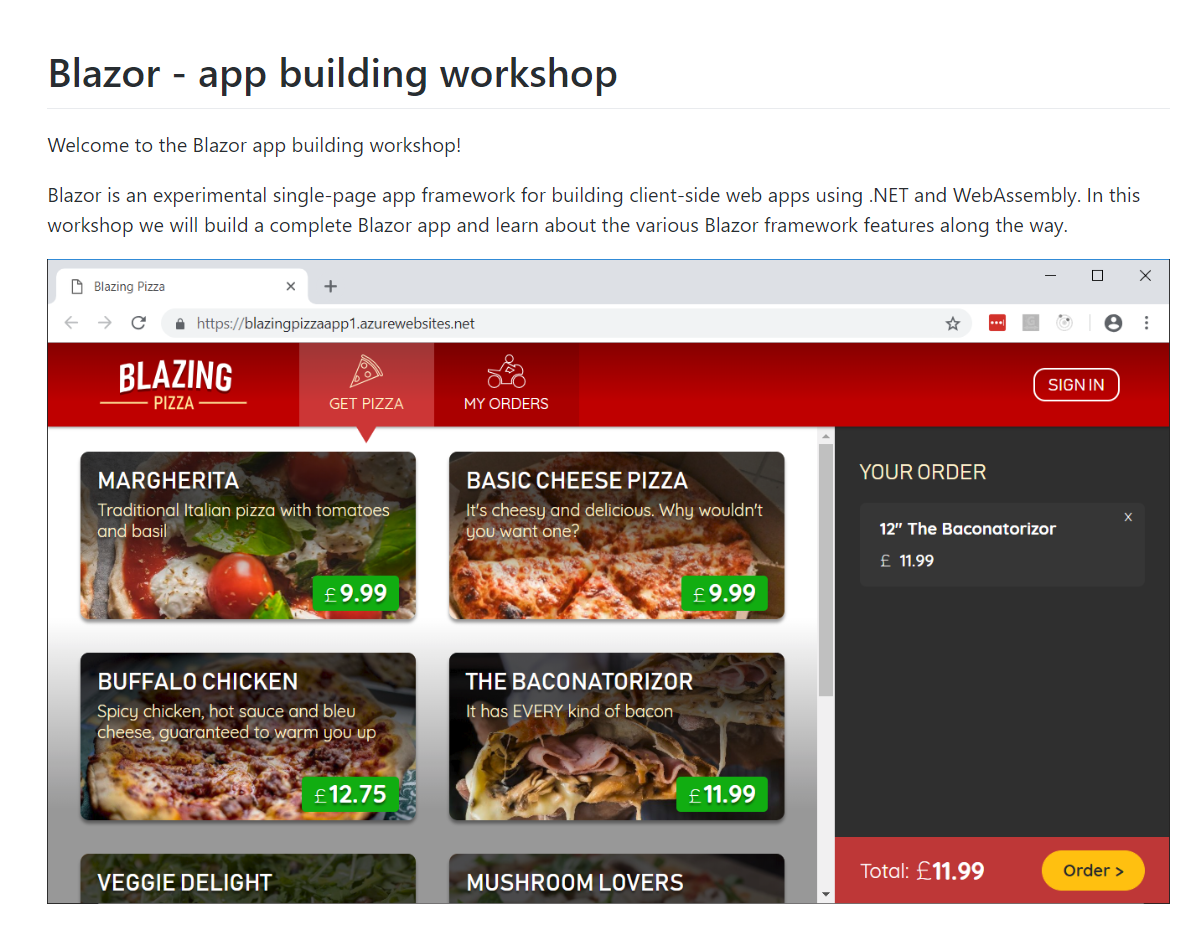 Blazor - app building workshop
Welcome to the Blazor app building workshop!
Blazor is an experimental single-page app framework for building client-side web apps using .NET and WebAssembly. In this
workshop we will build a complete Blazor app and learn about the various Blazor framework features along the way.
Blazing Pizza
https://blazingpizzaapp1.azurewebsites.net
BLAZING
PIZZA
GET PIZZA
MY ORDERS
SIGN IN
MARGHERITA
Traditional Italian pizza with tomatoes
and basil
£ 9.99
BASIC CHEESE PIZZA
It's cheesy and delicious. Why wouldn't
you want one?
£ 9.99
BUFFALO CHICKEN
Spicy chicken, hot sauce and bleu
cheese, guaranteed to warm you up
£ 12.75
THE BACONATORIZOR
It has EVERY kind of bacon
£ 11.99
VEGGIE DELIGHT
MUSHROOM LOVERS
YOUR ORDER
x
12" The Baconatorizor
£ 11.99
Total: £11.99
Order >